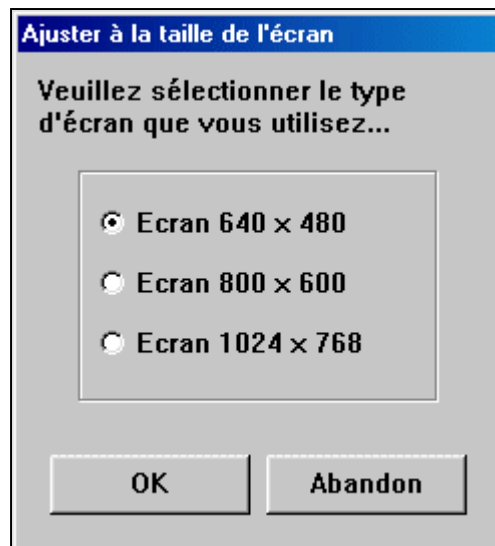 Ajuster à la taille de l'écran
Veuillez sélectionner le type
d'écran que vous utilisez...
Ecran 640 x 480
Ecran 800 x 600
Ecran 1024 x 768
OK
Abandon